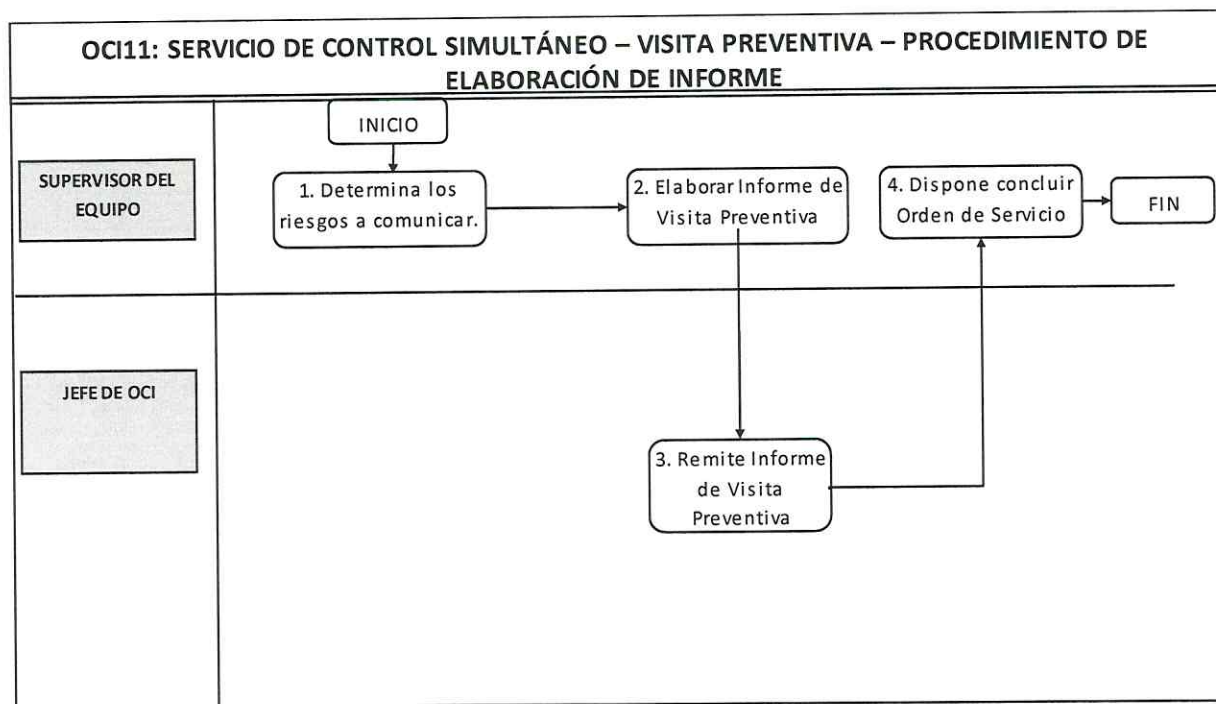 OCI11: SERVICIO DE CONTROL SIMULTÁNEO – VISITA PREVENTIVA – PROCEDIMIENTO DE
ELABORACIÓN DE INFORME
INICIO
SUPERVISOR DEL
EQUIPO
1. Determina los
riesgos a comunicar.
2. Elaborar Informe de
Visita Preventiva
4. Dispone concluir
Orden de Servicio
FIN
JEFE DE OCI
3. Remite Informe
de Visita
Preventiva